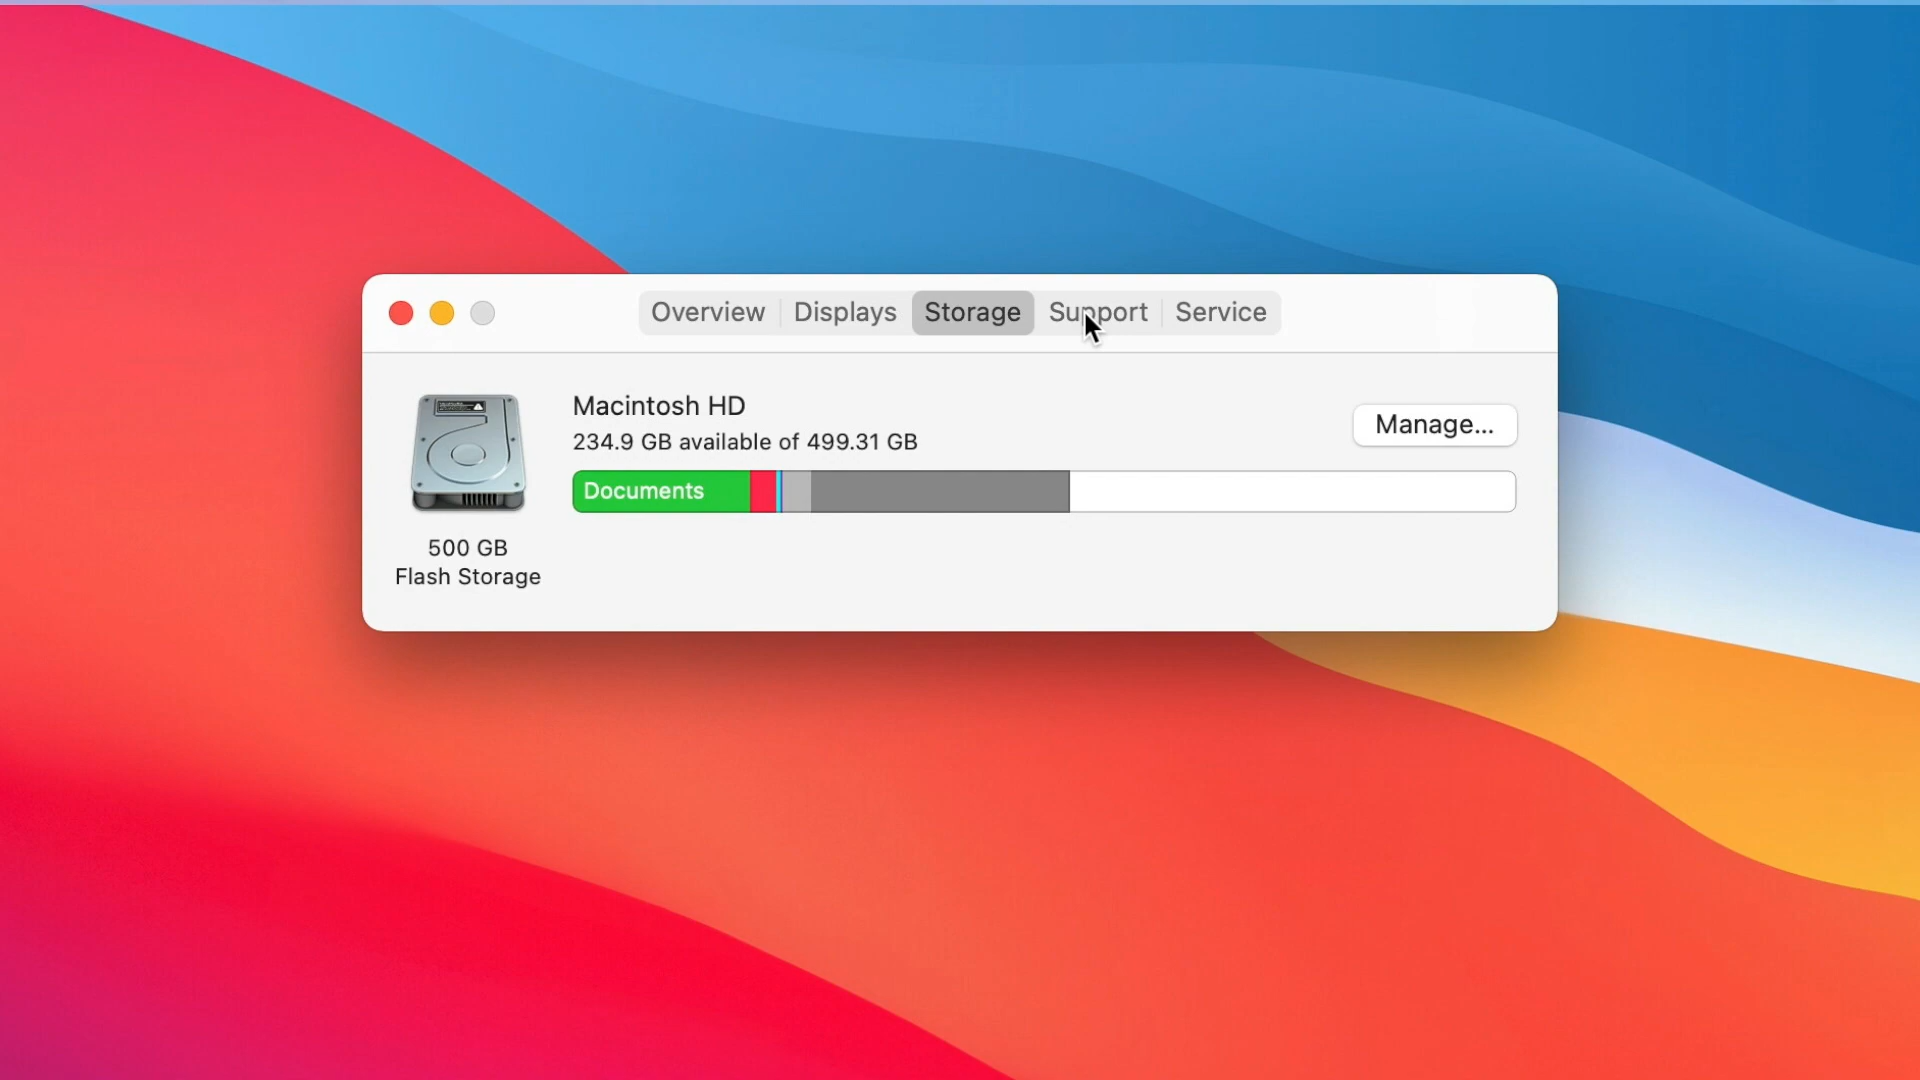 Overview Displays Storage Support Service
Macintosh HD
234.9 GB available of 499.31 GB
Manage...
Documents
500 GB
Flash Storage